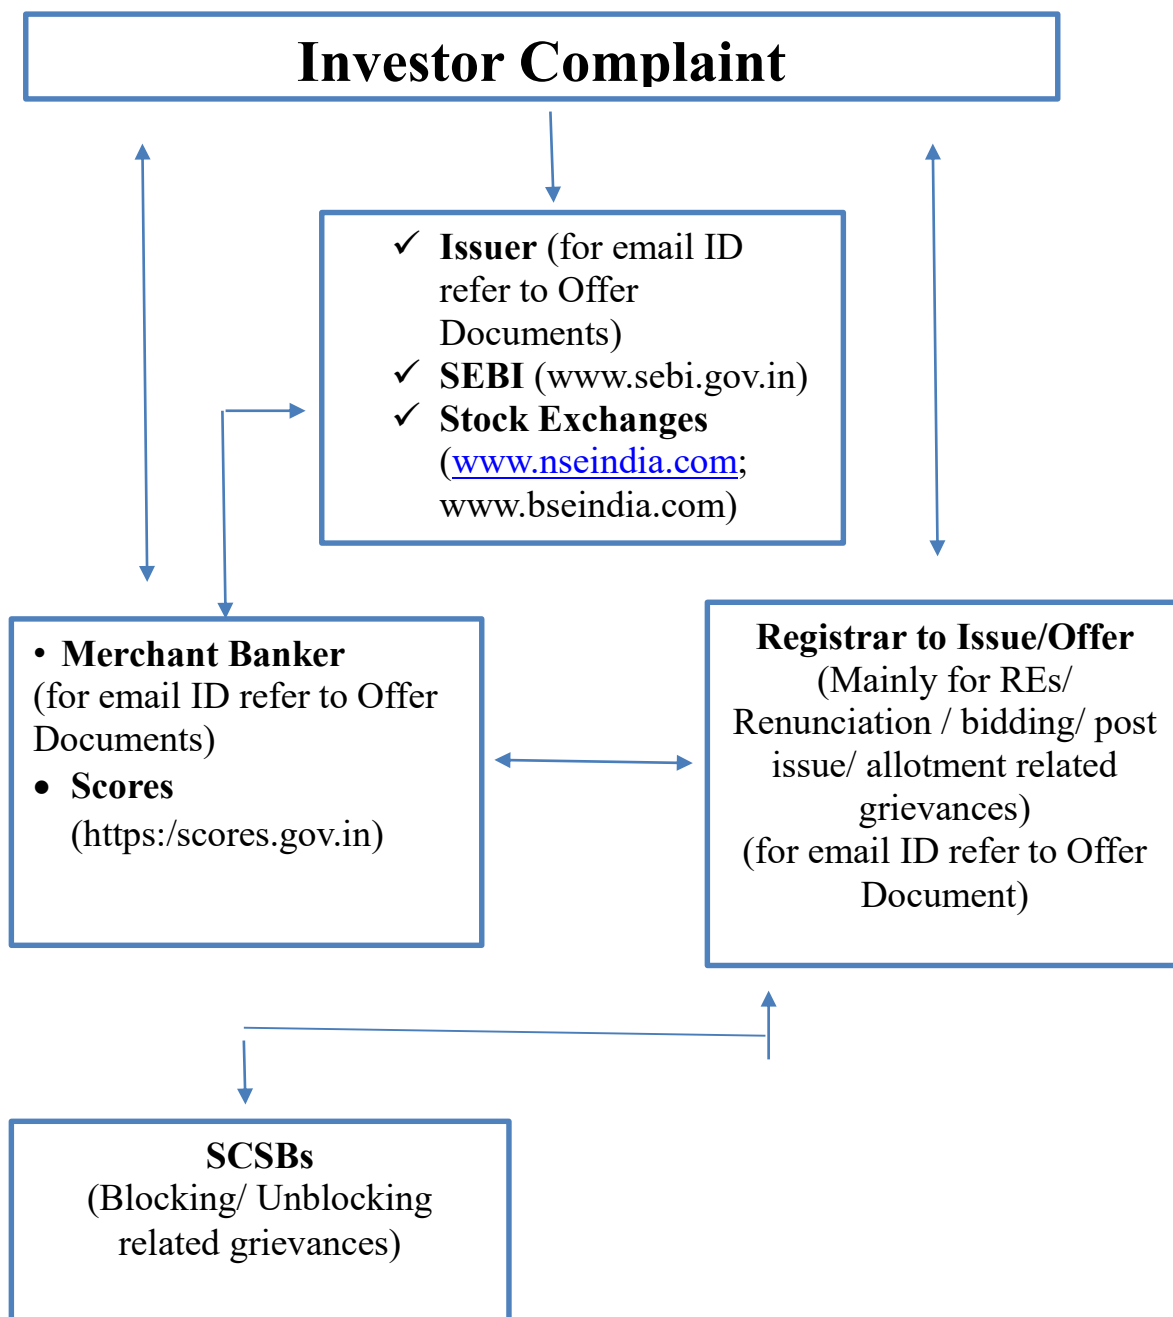 Investor Complaint
✓ Issuer (for email ID
refer to Offer
Documents)
✓ SEBI (www.sebi.gov.in)
✓ Stock Exchanges
(www.nseindia.com;
www.bseindia.com)
• Merchant Banker
(for email ID refer to Offer
Documents)
• Scores
(https:/scores.gov.in)
Registrar to Issue/Offer
(Mainly for REs/
Renunciation / bidding/ post
issue/ allotment related
grievances)
(for email ID refer to Offer
Document)
SCSBs
(Blocking/ Unblocking
related grievances)